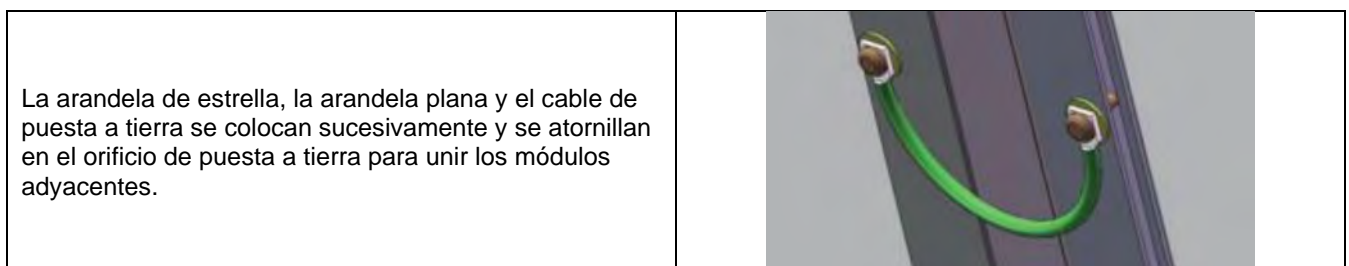 La arandela de estrella, la arandela plana y el cable de
puesta a tierra se colocan sucesivamente y se atornillan
en el orificio de puesta a tierra para unir los módulos
adyacentes.